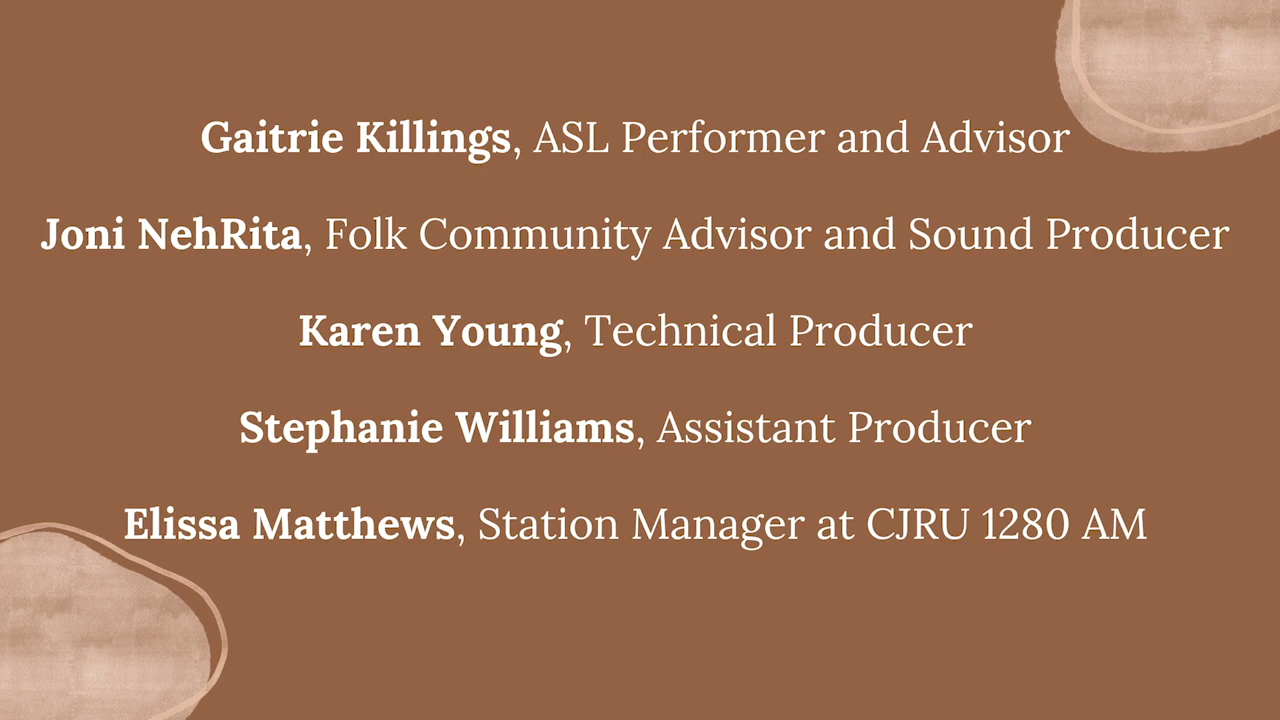 Gaitrie Killings, ASL Performer and Advisor
Joni NehRita, Folk Community Advisor and Sound Producer
Karen Young, Technical Producer
Stephanie Williams, Assistant Producer
Elissa Matthews, Station Manager at CJRU 1280 AM